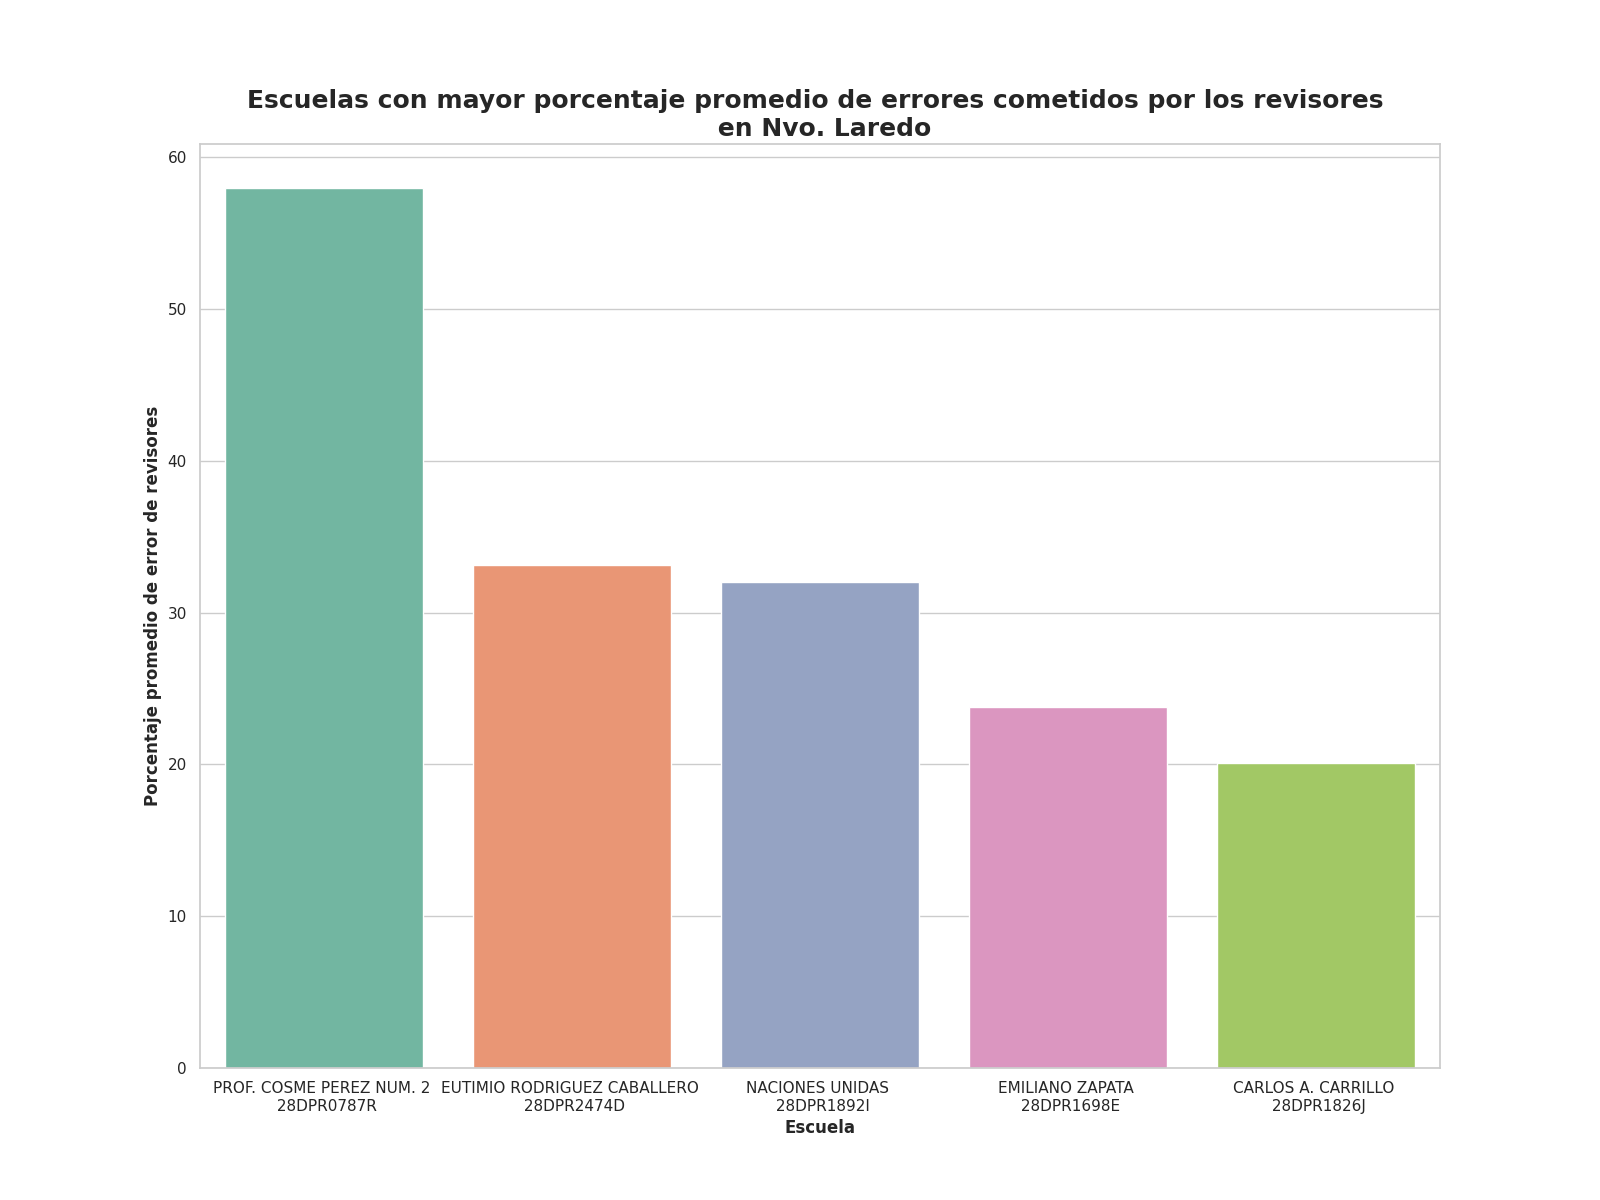 Escuelas con mayor porcentaje promedio de errores cometidos por los revisores
en Nvo. Laredo
Porcentaje promedio de error de revisores
60
50
40
30
20
10
0
PROF. COSME PEREZ NUM. 2
28DPR0787R
EUTIMIO RODRIGUEZ CABALLERO
28DPR2474D
NACIONES UNIDAS
28DPR1892I
EMILIANO ZAPATA
28DPR1698E
CARLOS A. CARRILLO
28DPR1826J
Escuela